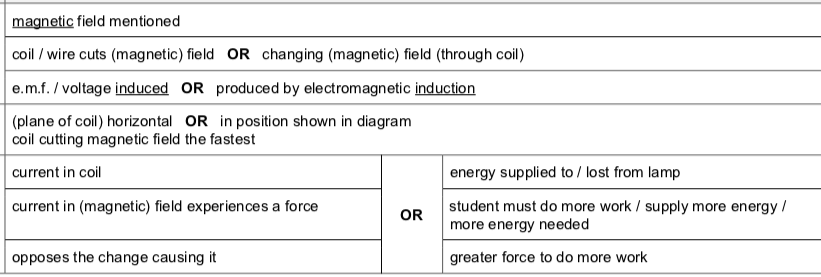 magnetic field mentioned
coil / wire cuts (magnetic) field OR changing (magnetic) field (through coil)
e.m.f. / voltage induced OR produced by electromagnetic induction
(plane of coil) horizontal OR in position shown in diagram
coil cutting magnetic field the fastest
current in coil
current in (magnetic) field experiences a force
opposes the change causing it
OR
energy supplied to / lost from lamp
student must do more work / supply more energy /
more energy needed
greater force to do more work